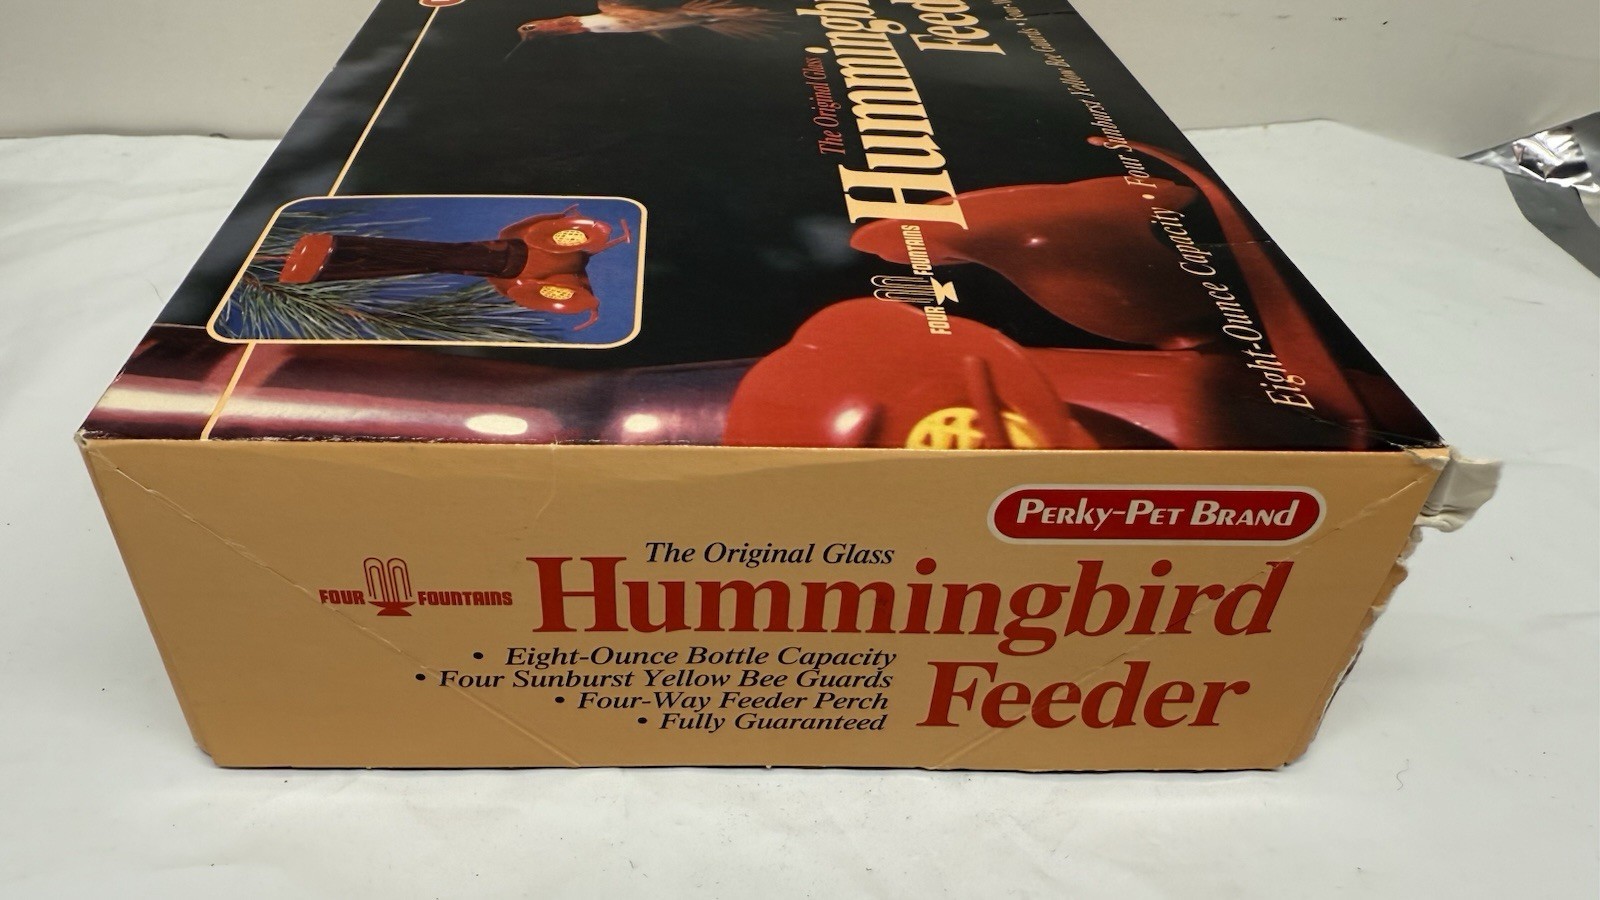 The Original Glass
Hummingbi
Feed
FOUR FOUNTAINS
Eight-Ounce Capacity • Four Sunburst Yellow Bee Guards • Four-W
PERKY-PET BRAND
The Original Glass
FOUR FOUNTAINS
Hummingbird
Feeder
• Eight-Ounce Bottle Capacity
• Four Sunburst Yellow Bee Guards
• Four-Way Feeder Perch
• Fully Guaranteed